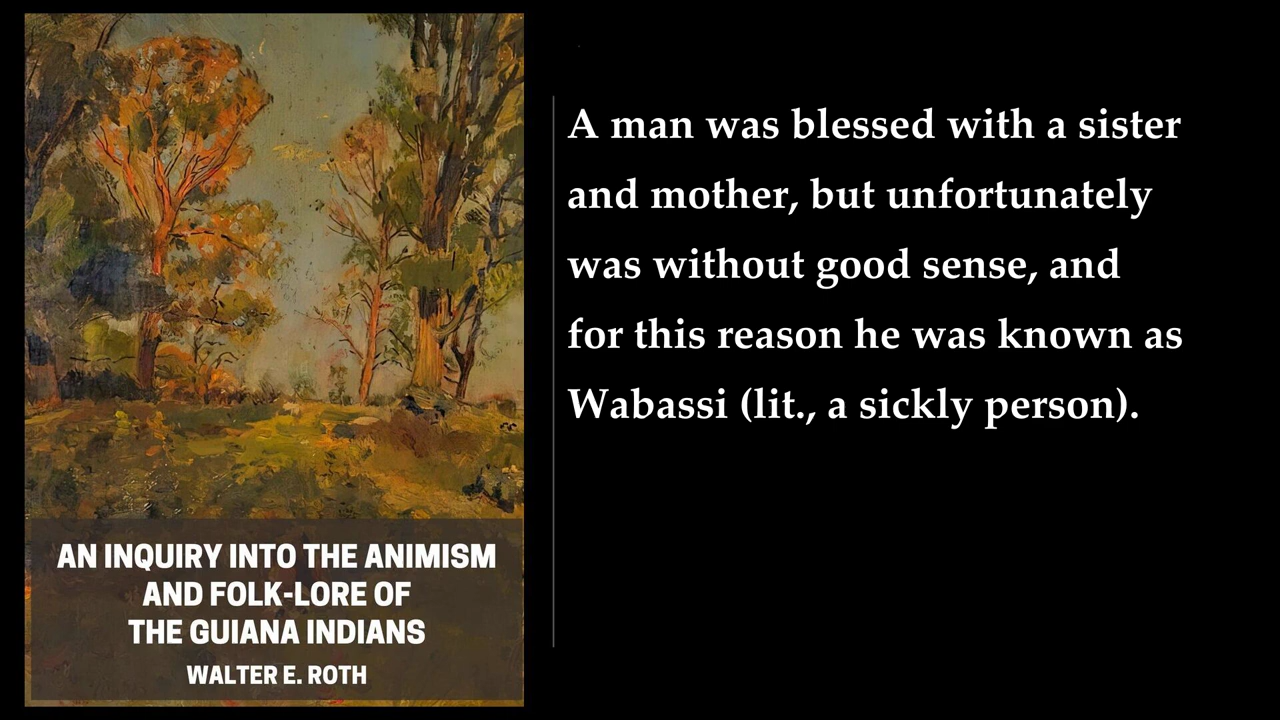 AN INQUIRY INTO THE ANIMISM
AND FOLK-LORE OF
THE GUIANA INDIANS
WALTER E. ROTH
A man was blessed with a sister
and mother, but unfortunately
was without good sense, and
for this reason he was known as
Wabassi (lit., a sickly person).